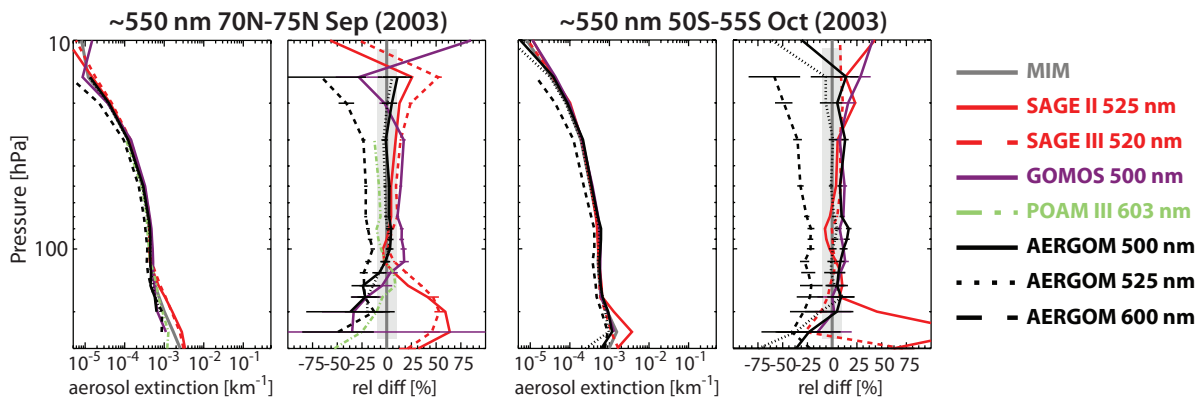 ~550 nm 70N-75N Sep (2003)
~550 nm 50S-55S Oct (2003)
Pressure [hPa]
10
100
10⁻⁵ 10⁻⁴ 10⁻³ 10⁻² 10⁻¹
aerosol extinction [km⁻¹]
-75 -25 0 25 50 75
rel diff [%]
10⁻⁵ 10⁻⁴ 10⁻³ 10⁻² 10⁻¹
aerosol extinction [km⁻¹]
-75 -25 0 25 50 75
rel diff [%]
MIM
SAGE II 525 nm
SAGE III 520 nm
GOMOS 500 nm
POAM III 603 nm
AERGOM 500 nm
AERGOM 525 nm
AERGOM 600 nm